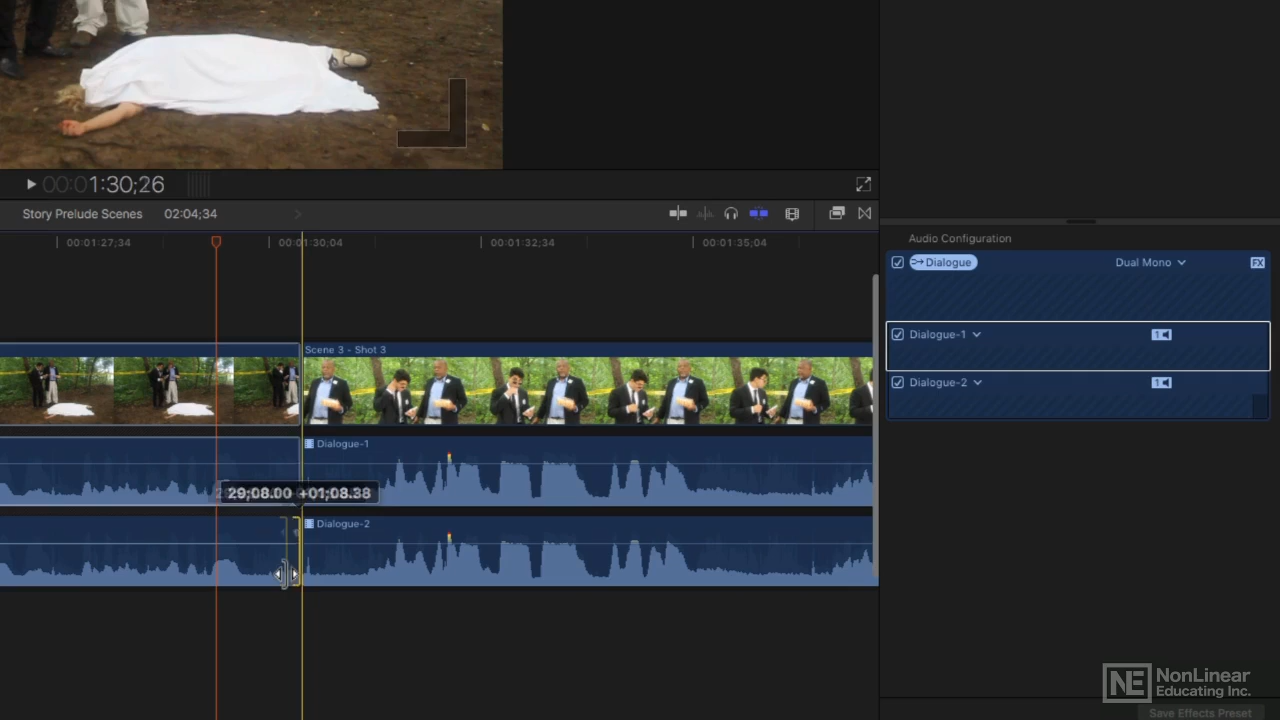 00:001:30;26
Story Prelude Scenes 02:04;34
00:01:27;34 00:01:30;04 00:01:32;34 00:01:35;04
Audio Configuration
Dialogue Dual Mono FX
Dialogue-1 1
Dialogue-2 1
Scene 3 - Shot 3
Dialogue-1
29;08.00 +01;08.38
Dialogue-2
NE NonLinear
Educating Inc.
Save Effects Preset